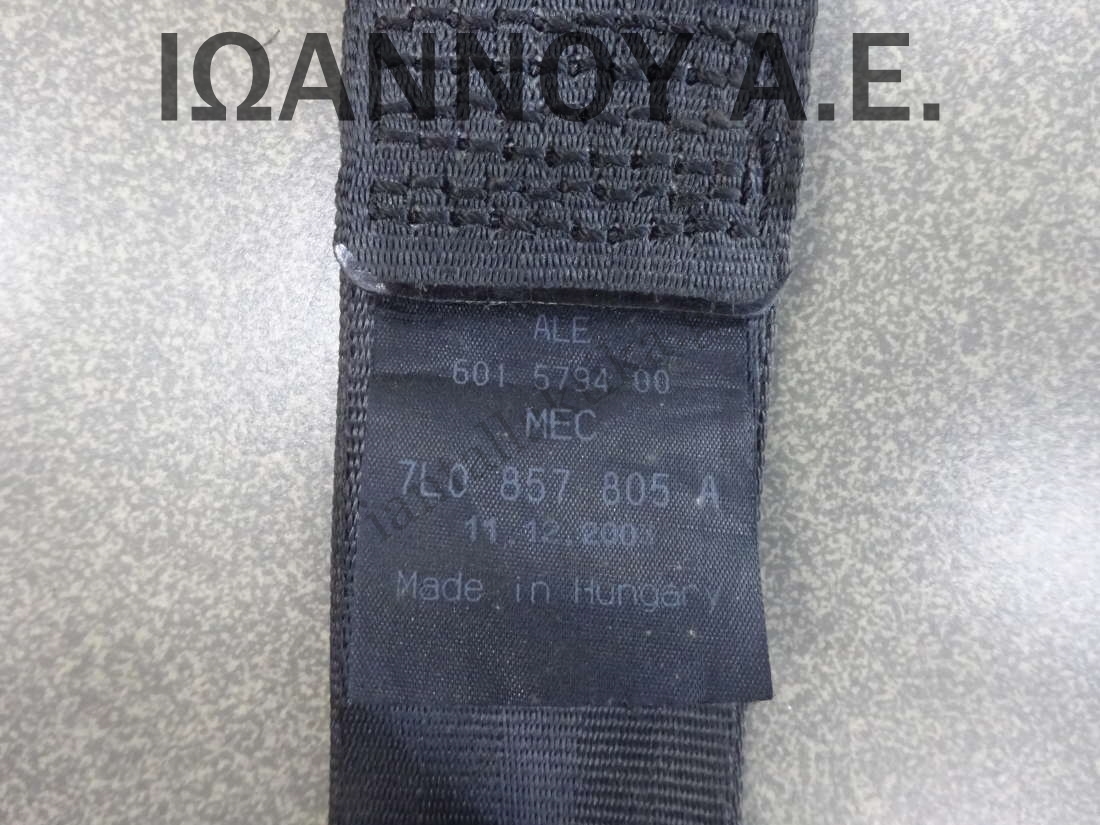 ΙΩΑΝΝΟΥ Α.Ε.
ALE
601 5794 00
MEC
7L0 857 805 A
Made in Hungary